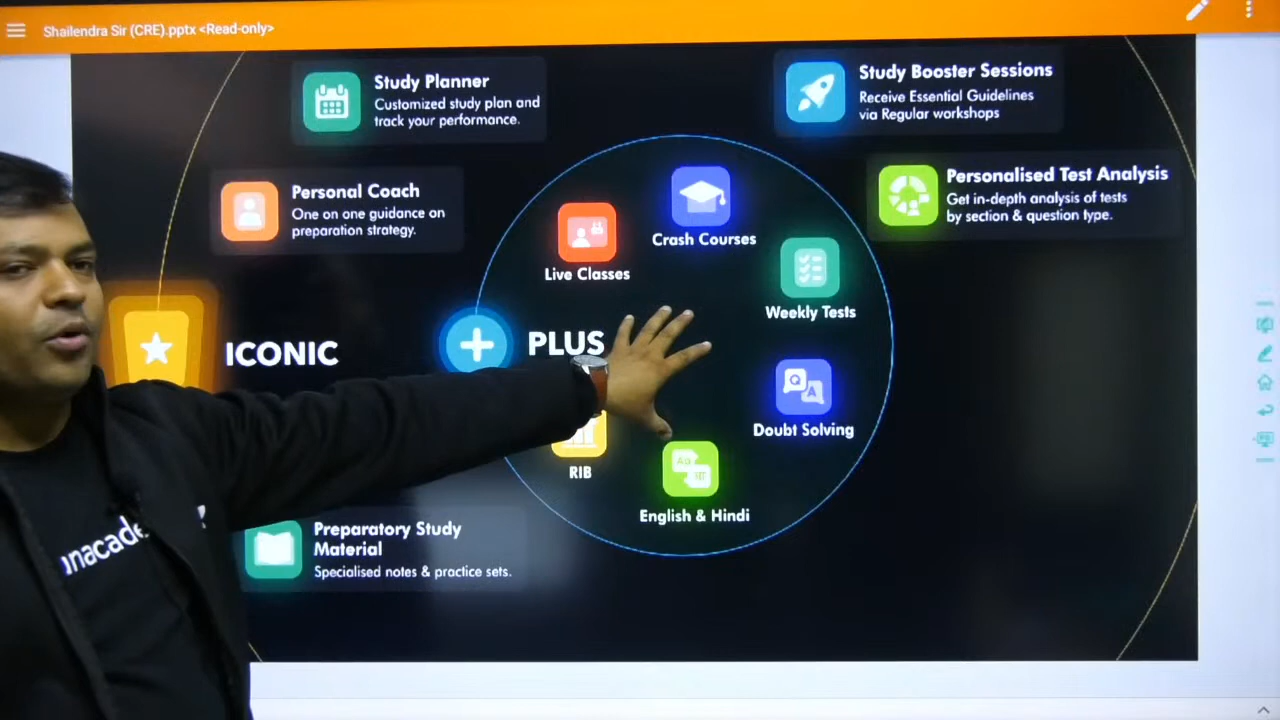 Shailendra Sir (CRE).pptx <Read-only>
Study Planner
Customized study plan and
track your performance.
Study Booster Sessions
Receive Essential Guidelines
via Regular workshops
Personal Coach
One on one guidance on
preparation strategy.
Personalised Test Analysis
Get in-depth analysis of tests
by section & question type.
Crash Courses
Live Classes
Weekly Tests
ICONIC
PLUS
Q
A
Doubt Solving
RIB
English & Hindi
Preparatory Study
Material
Specialised notes & practice sets.
unacade